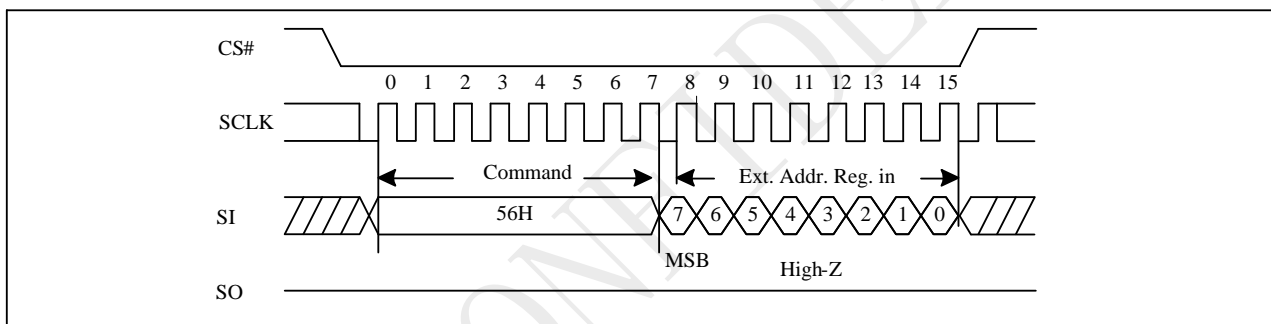 CS#
0 1 2 3 4 5 6 7 8 9 10 11 12 13 14 15
SCLK
Command Ext. Addr. Reg. in
SI 56H 7 6 5 4 3 2 1 0
MSB High-Z
SO